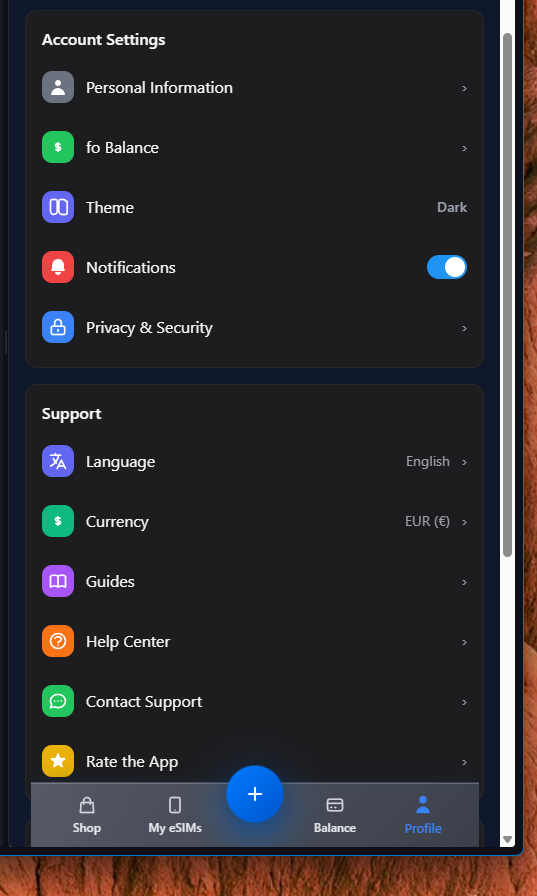 Account Settings
Personal Information
fo Balance
Theme Dark
Notifications
Privacy & Security
Support
Language English
Currency EUR (€)
Guides
Help Center
Contact Support
Rate the App
Shop My eSIMs Balance Profile